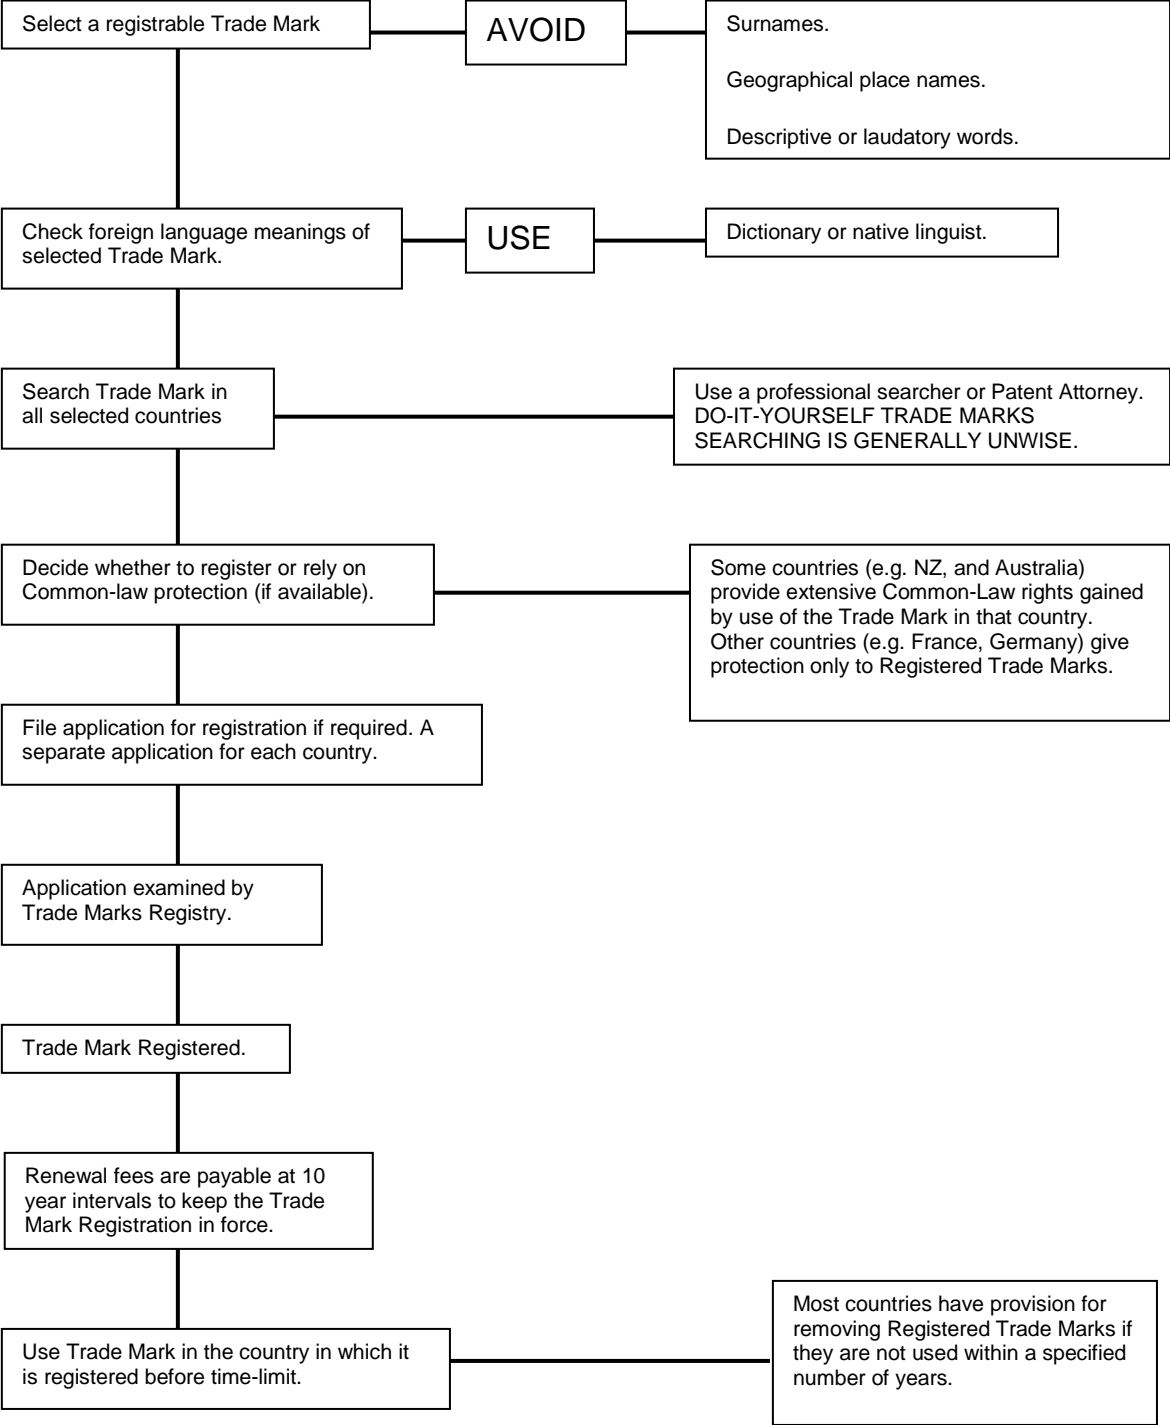 Select a registrable Trade Mark
AVOID
Surnames.
Geographical place names.
Descriptive or laudatory words.
Check foreign language meanings of
selected Trade Mark.
USE
Dictionary or native linguist.
Search Trade Mark in
all selected countries
Use a professional searcher or Patent Attorney.
DO-IT-YOURSELF TRADE MARKS
SEARCHING IS GENERALLY UNWISE.
Decide whether to register or rely on
Common-law protection (if available).
Some countries (e.g. NZ, and Australia)
provide extensive Common-Law rights gained
by use of the Trade Mark in that country.
Other countries (e.g. France, Germany) give
protection only to Registered Trade Marks.
File application for registration if required. A
separate application for each country.
Application examined by
Trade Marks Registry.
Trade Mark Registered.
Renewal fees are payable at 10
year intervals to keep the Trade
Mark Registration in force.
Use Trade Mark in the country in which it
is registered before time-limit.
Most countries have provision for
removing Registered Trade Marks if
they are not used within a specified
number of years.